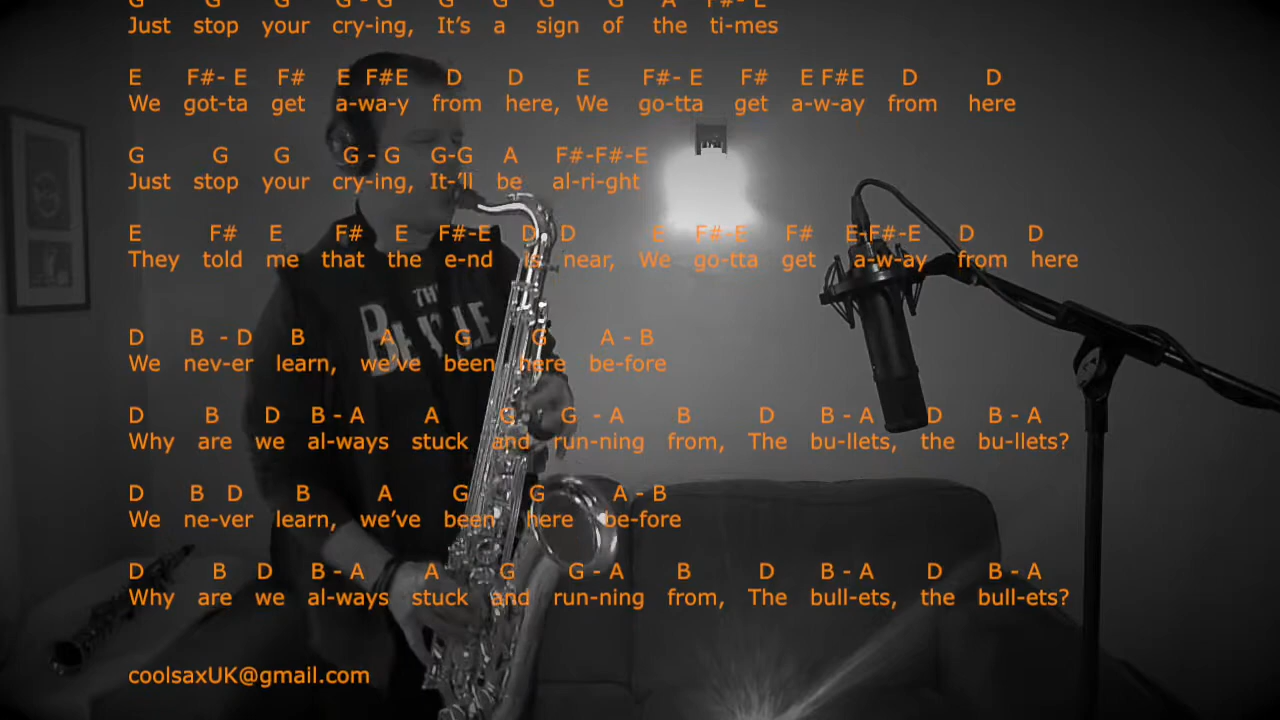 G G G G - G G G G G A F#- E
Just stop your cry-ing, It's a sign of the ti-mes
E F#- E F# E F#E D D E F#- E F# E F#E D D
We got-ta get a-wa-y from here, We go-tta get a-w-ay from here
G G G G - G G-G A F#-F#-E
Just stop your cry-ing, It-'ll be al-ri-ght
E F# E F# E F#-E D D E F#-E F# E-F#-E D D
They told me that the e-nd is near, We go-tta get a-w-ay from here
D B - D B A G G A - B
We nev-er learn, we've been here be-fore
D B D B - A A G G - A B D B - A D B - A
Why are we al-ways stuck and run-ning from, The bu-llets, the bu-llets?
D B D B A G G A - B
We ne-ver learn, we've been here be-fore
D B D B - A A G G - A B D B - A D B - A
Why are we al-ways stuck and run-ning from, The bull-ets, the bull-ets?
coolsaxUK@gmail.com